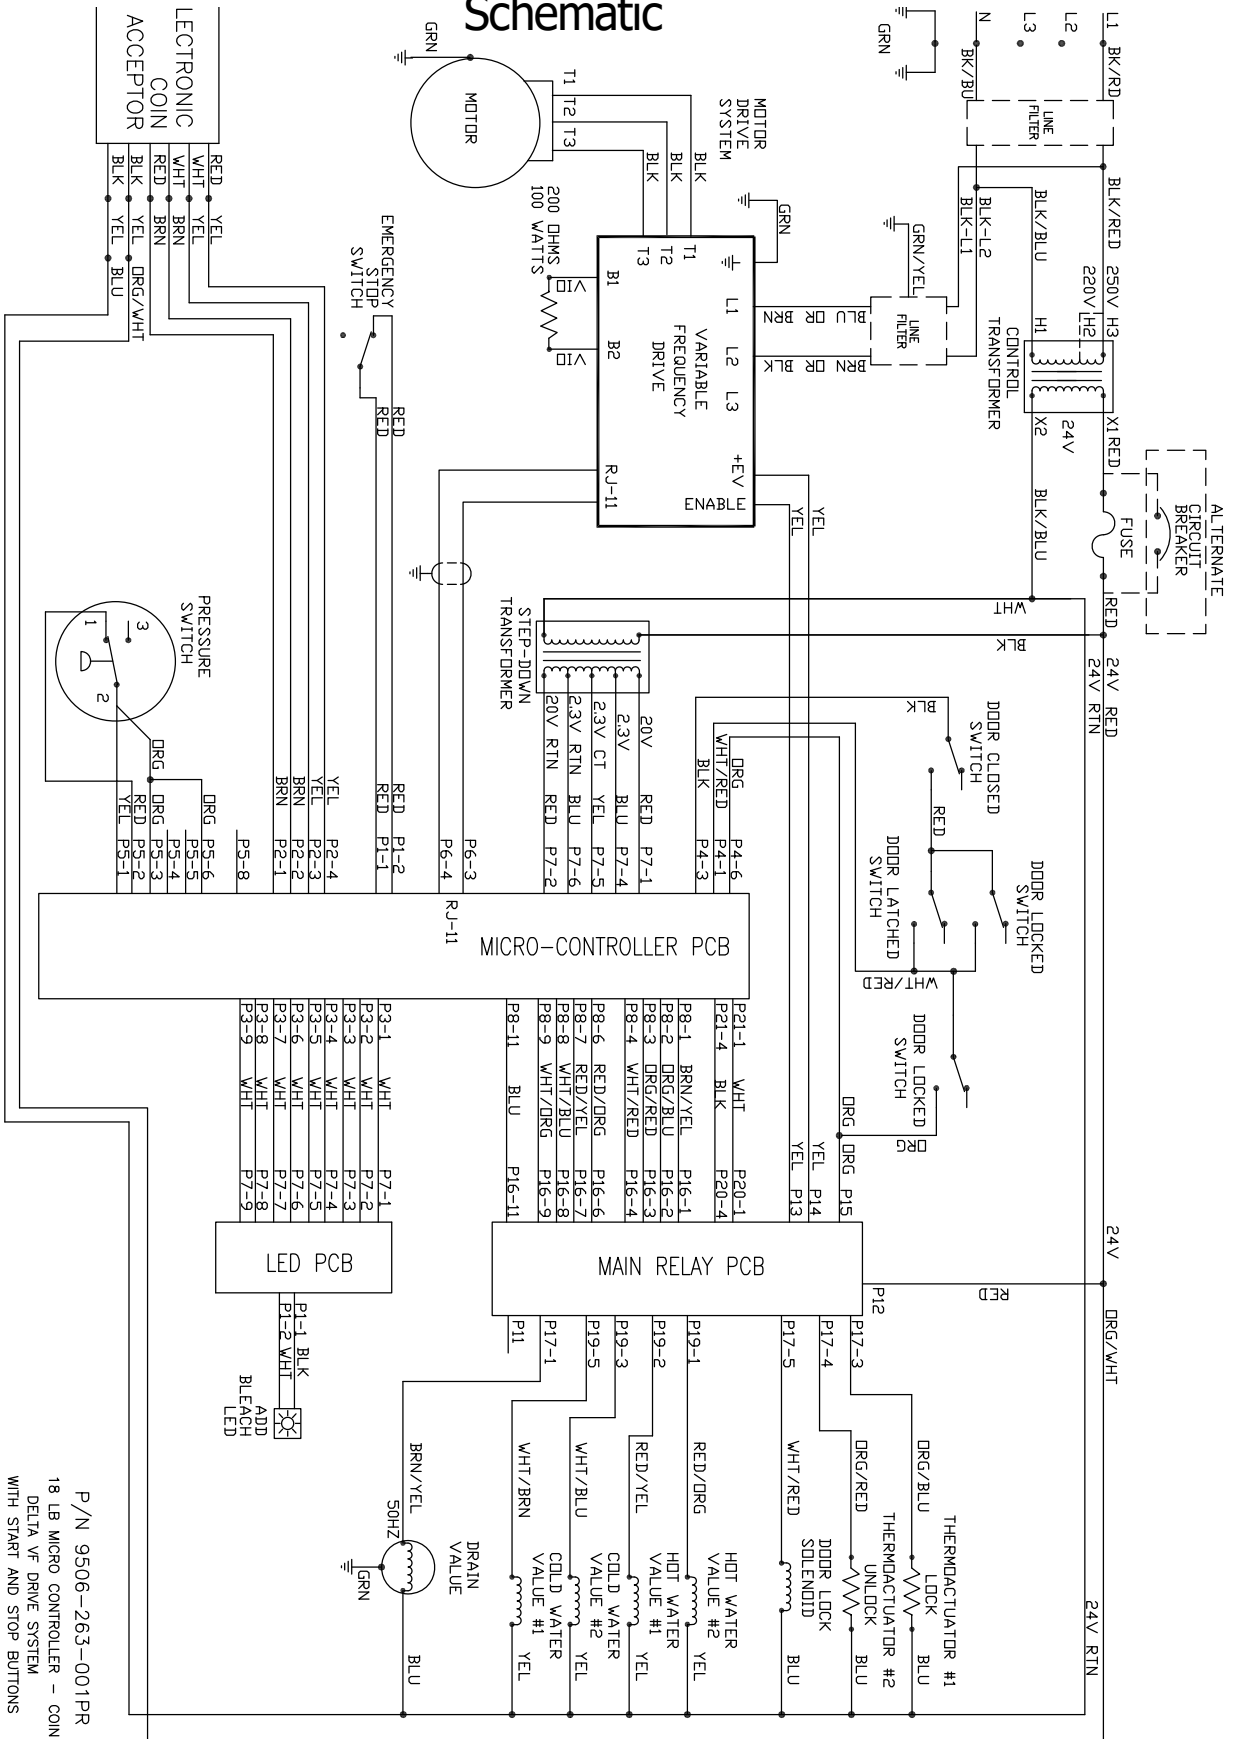 Schematic
L1
L2
L3
N
GRN
BK/RD
BK/BU
LINE
FILTER
BLK/RED
BLK/BLU
BLK-L2
BLK-L1
250V H3
220V H2
H1
CONTROL
TRANSFORMER
X1 RED
24V
X2
BLK/BLU
FUSE
ALTERNATE
CIRCUIT
BREAKER
RED
WHT
BLK
24V RED
24V RTN
24V
RED
ORG/WHT
24V RTN
GRN/YEL
LINE
FILTER
BLU OR BRN
BRN OR BLK
GRN
MOTOR
DRIVE
SYSTEM
BLK
BLK
BLK
T1
T2
T3
MOTOR
GRN
200 OHMS
100 WATTS
VIO
VIO
T1
T2
T3
B1
B2
L1
L2
L3
VARIABLE
FREQUENCY
DRIVE
+EV
ENABLE
RJ-11
YEL
YEL
EMERGENCY
STOP
SWITCH
RED
RED
LECTRONIC
COIN
ACCEPTOR
RED YEL
WHT YEL
WHT BRN
RED BRN
BLK YEL ORG/WHT
BLK YEL BLU
PRESSURE
SWITCH
1
3
2
ORG
STEP-DOWN
TRANSFORMER
20V RED P7-1
2.3V BLU P7-4
2.3V CT YEL P7-5
2.3V RTN BLU P7-6
20V RTN RED P7-2
ORG P4-6
WHT/RED P4-1
BLK P4-3
P6-3
P6-4
RED P1-2
RED P1-1
YEL P2-4
YEL P2-3
BRN P2-2
BRN P2-1
P5-8
ORG P5-6
P5-5
P5-4
ORG P5-3
RED P5-2
YEL P5-1
RJ-11
MICRO-CONTROLLER PCB
BLK
DOOR CLOSED
SWITCH
RED
DOOR LOCKED
SWITCH
DOOR LATCHED
SWITCH
WHT/RED
DOOR LOCKED
SWITCH
ORG
ORG
ORG P15
YEL P14
YEL P13
P21-1 WHT P20-1
P21-4 BLK P20-4
P8-1 BRN/YEL P16-1
P8-2 ORG/BLU P16-2
P8-3 ORG/RED P16-3
P8-4 WHT/RED P16-4
P8-6 RED/ORG P16-6
P8-7 RED/YEL P16-7
P8-8 WHT/BLU P16-8
P8-9 WHT/ORG P16-9
P8-11 BLU P16-11
P3-1 WHT P7-1
P3-2 WHT P7-2
P3-3 WHT P7-3
P3-4 WHT P7-4
P3-5 WHT P7-5
P3-6 WHT P7-6
P3-7 WHT P7-7
P3-8 WHT P7-8
P3-9 WHT P7-9
MAIN RELAY PCB
P12
LED PCB
P1-1 BLK
P1-2 WHT
ADD
BLEACH
LED
P17-3
P17-4
P17-5
P19-1
P19-2
P19-3
P19-5
P17-1
P11
ORG/BLU
THERMOACTUATOR #1
LOCK
BLU
ORG/RED
THERMOACTUATOR #2
UNLOCK
BLU
WHT/RED
DOOR LOCK
SOLENOID
BLU
RED/ORG
HOT WATER
VALUE #2
YEL
RED/YEL
HOT WATER
VALUE #1
YEL
WHT/BLU
COLD WATER
VALUE #2
YEL
WHT/BRN
COLD WATER
VALUE #1
YEL
BRN/YEL
50HZ
DRAIN
VALUE
GRN
BLU
P/N 9506-263-001PR
18 LB MICRO CONTROLLER - COIN
DELTA VF DRIVE SYSTEM
WITH START AND STOP BUTTONS